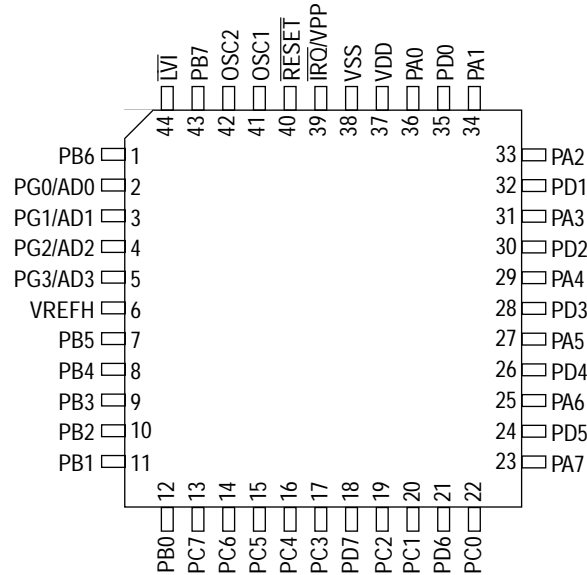 LVI
PB7
OSC2
OSC1
RESET
IRQ/VPP
VSS
VDD
PA0
PD0
PA1
44
43
42
41
40
39
38
37
36
35
34
PB6 1
PG0/AD0 2
PG1/AD1 3
PG2/AD2 4
PG3/AD3 5
VREFH 6
PB5 7
PB4 8
PB3 9
PB2 10
PB1 11
33 PA2
32 PD1
31 PA3
30 PD2
29 PA4
28 PD3
27 PA5
26 PD4
25 PA6
24 PD5
23 PA7
12
13
14
15
16
17
18
19
20
21
22
PB0
PC7
PC6
PC5
PC4
PC3
PD7
PC2
PC1
PD6
PC0